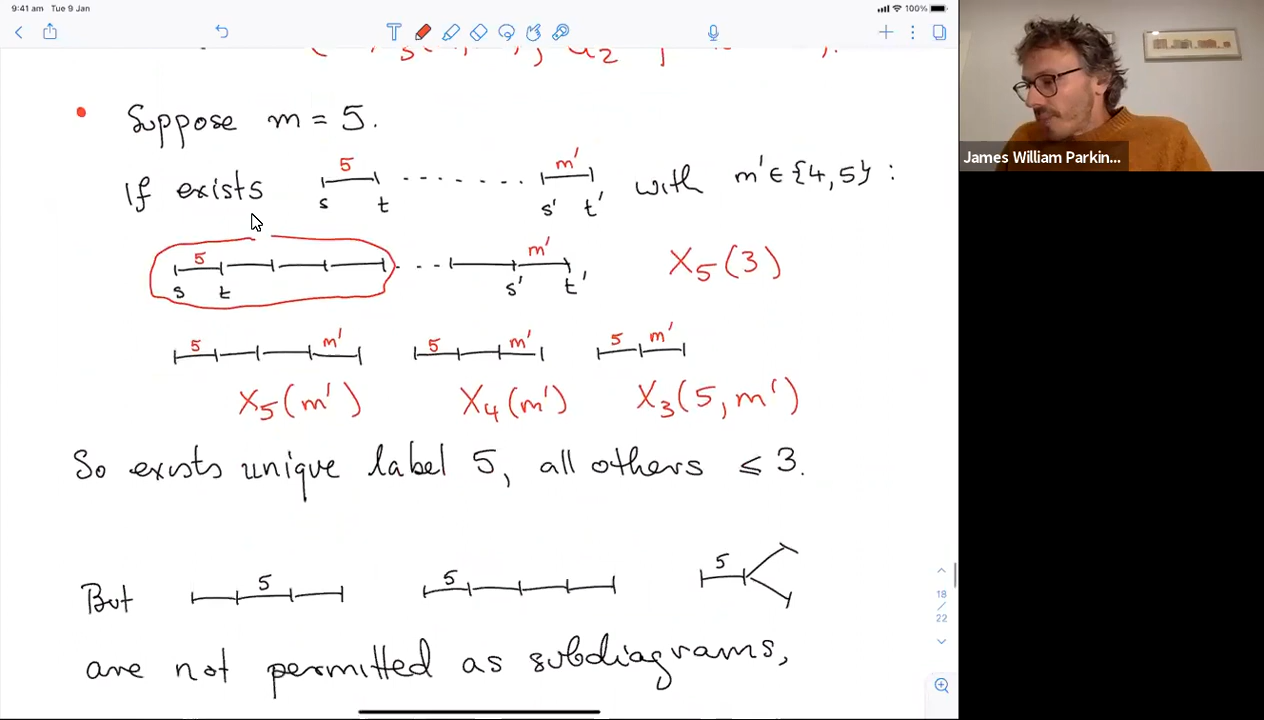 9:41 am Tue 9 Jan
100%
Suppose m = 5.
If exists 5 s t m' s' t' with m' ∈ {4,5} :
5 s t m' s' t' X₅(3)
5 m' 5 m' 5 m'
X₅(m') X₄(m') X₃(5, m')
So exists unique label 5, all others ≤ 3.
But 5 5 5
are not permitted as subdiagrams,
18 / 22
James William Parkin...